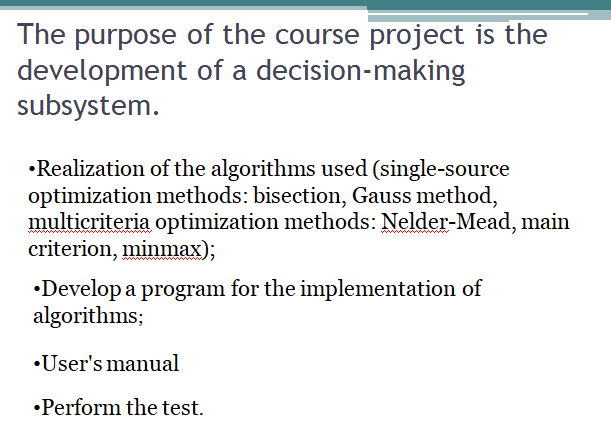 The purpose of the course project is the
development of a decision-making
subsystem.
•Realization of the algorithms used (single-source
optimization methods: bisection, Gauss method,
multicriteria optimization methods: Nelder-Mead, main
criterion, minmax);
•Develop a program for the implementation of
algorithms;
•User's manual
•Perform the test.